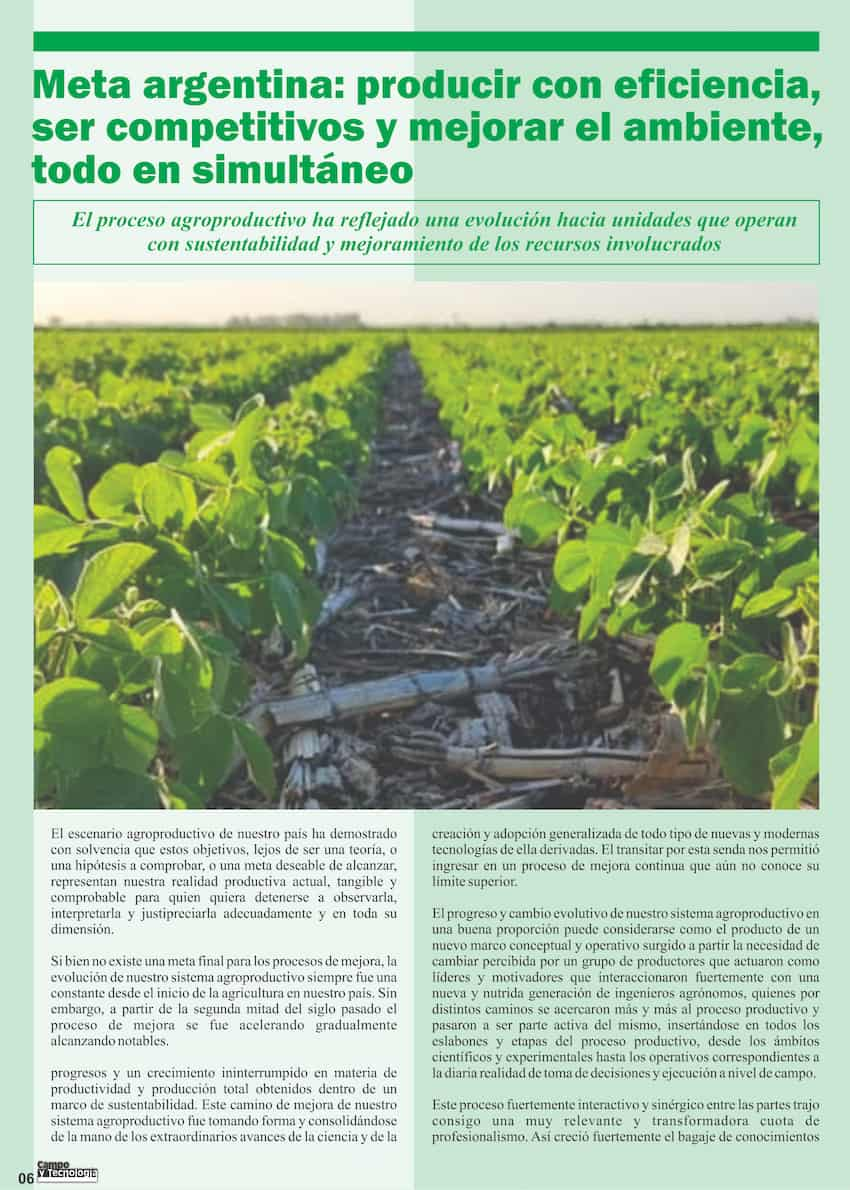 Meta argentina: producir con eficiencia,
ser competitivos y mejorar el ambiente,
todo en simultáneo
El proceso agroproductivo ha reflejado una evolución hacia unidades que operan
con sustentabilidad y mejoramiento de los recursos involucrados
El escenario agroproductivo de nuestro país ha demostrado
con solvencia que estos objetivos, lejos de ser una teoría, o
una hipótesis a comprobar, o una meta deseable de alcanzar,
representan nuestra realidad productiva actual, tangible y
comprobable para quien quiera detenerse a observarla,
interpretarla y justipreciarla adecuadamente y en toda su
dimensión.
Si bien no existe una meta final para los procesos de mejora, la
evolución de nuestro sistema agroproductivo siempre fue una
constante desde el inicio de la agricultura en nuestro país. Sin
embargo, a partir de la segunda mitad del siglo pasado el
proceso de mejora se fue acelerando gradualmente
alcanzando notables.
progresos y un crecimiento ininterrumpido en materia de
productividad y producción total obtenidos dentro de un
marco de sustentabilidad. Este camino de mejora de nuestro
sistema agroproductivo fue tomando forma y consolidándose
de la mano de los extraordinarios avances de la ciencia y de la
creación y adopción generalizada de todo tipo de nuevas y modernas
tecnologías de ella derivadas. El transitar por esta senda nos permitió
ingresar en un proceso de mejora continua que aún no conoce su
límite superior.
El progreso y cambio evolutivo de nuestro sistema agroproductivo en
una buena proporción puede considerarse como el producto de un
nuevo marco conceptual y operativo surgido a partir la necesidad de
cambiar percibida por un grupo de productores que actuaron como
líderes y motivadores que interaccionaron fuertemente con una
nueva y nutrida generación de ingenieros agrónomos, quienes por
distintos caminos se acercaron más y más al proceso productivo y
pasaron a ser parte activa del mismo, insertándose en todos los
eslabones y etapas del proceso productivo, desde los ámbitos
científicos y experimentales hasta los operativos correspondientes a
la diaria realidad de toma de decisiones y ejecución a nivel de campo.
Este proceso fuertemente interactivo y sinérgico entre las partes trajo
consigo una muy relevante y transformadora cuota de
profesionalismo. Así creció fuertemente el bagaje de conocimientos
06
Campo
y Tecnología